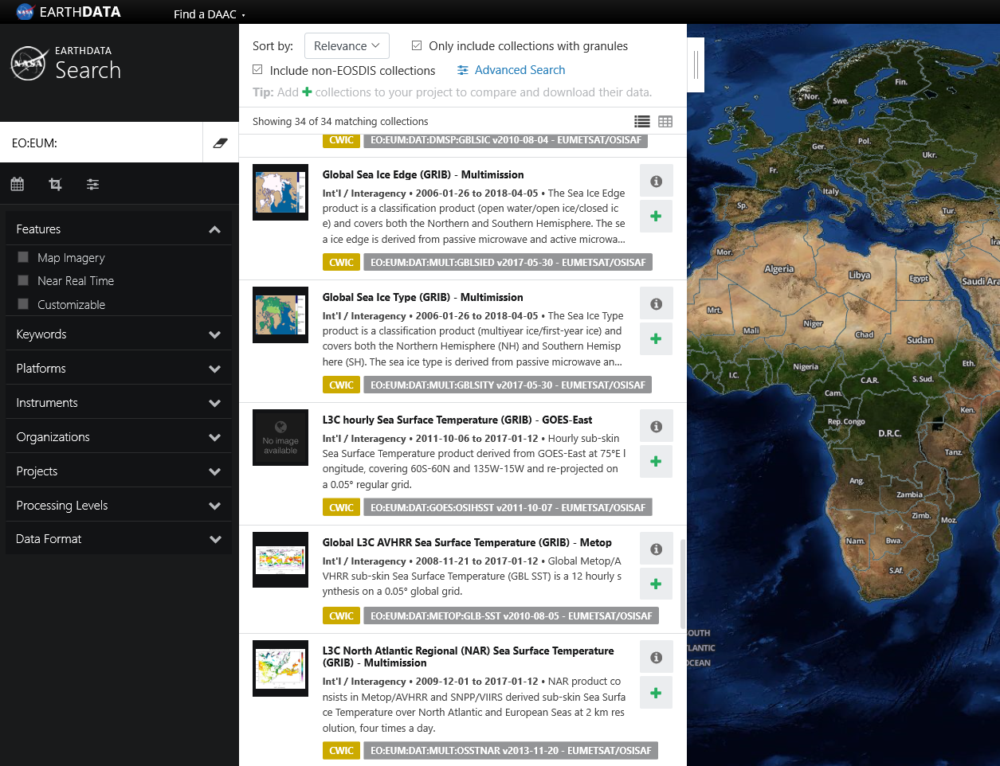 EARTHDATA
Find a DAAC
EARTHDATA
Search
EO:EUM:
Features
Map Imagery
Near Real Time
Customizable
Keywords
Platforms
Instruments
Organizations
Projects
Processing Levels
Data Format
Sort by: Relevance Only include collections with granules
Include non-EOSDIS collections Advanced Search
Tip: Add + collections to your project to compare and download their data.
Showing 34 of 34 matching collections
CWIC EO:EUM:DAT:DMSP:GBLSIC v2010-08-04 - EUMETSAT/OSISAF
Global Sea Ice Edge (GRIB) - Multimission
Int'l / Interagency • 2006-01-26 to 2018-04-05 • The Sea Ice Edge
product is a classification product (open water/open ice/closed ic
e) and covers both the Northern and Southern Hemisphere. The se
a ice edge is derived from passive microwave and active microwa...
CWIC EO:EUM:DAT:MULT:GBLSIED v2017-05-30 - EUMETSAT/OSISAF
Global Sea Ice Type (GRIB) - Multimission
Int'l / Interagency • 2006-01-26 to 2018-04-05 • The Sea Ice Type
product is a classification product (multiyear ice/first-year ice) and
covers both the Northern Hemisphere (NH) and Southern Hemisp
here (SH). The sea ice type is derived from passive microwave an...
CWIC EO:EUM:DAT:MULT:GBLSITY v2017-05-30 - EUMETSAT/OSISAF
No image
available
L3C hourly Sea Surface Temperature (GRIB) - GOES-East
Int'l / Interagency • 2011-10-06 to 2017-01-12 • Hourly sub-skin
Sea Surface Temperature product derived from GOES-East at 75°E l
ongitude, covering 60S-60N and 135W-15W and re-projected on
a 0.05° regular grid.
CWIC EO:EUM:DAT:GOES:OSIHSST v2011-10-07 - EUMETSAT/OSISAF
Global L3C AVHRR Sea Surface Temperature (GRIB) - Metop
Int'l / Interagency • 2008-11-21 to 2017-01-12 • Global Metop/A
VHRR sub-skin Sea Surface Temperature (GBL SST) is a 12 hourly s
ynthesis on a 0.05° global grid.
CWIC EO:EUM:DAT:METOP:GLB-SST v2010-08-05 - EUMETSAT/OSISAF
L3C North Atlantic Regional (NAR) Sea Surface Temperature
(GRIB) - Multimission
Int'l / Interagency • 2009-12-01 to 2017-01-12 • NAR product co
nsists in Metop/AVHRR and SNPP/VIIRS derived sub-skin Sea Surfa
ce Temperature over North Atlantic and European Seas at 2 km res
olution, four times a day.
CWIC EO:EUM:DAT:MULT:OSSTNAR v2013-11-20 - EUMETSAT/OSISAF
Fin.
Nor. Swe.
Ger. Pol.
Ukr.
Fr.
Italy
Sp.
Tur.
Mor.
Algeria Libya Egypt Saudi Ara
Mrt.
Mali Niger Chad Sudan
I.C. Nigeria C.A.R. S. Sud. Eth.
Cam.
Rep. Congo Ken.
D.R.C.
Tanz.
Ang.
Zambia
Zimb. Moz.
Nam. Bwa.
S.Af.
OUTH
LANTIC
OCEAN